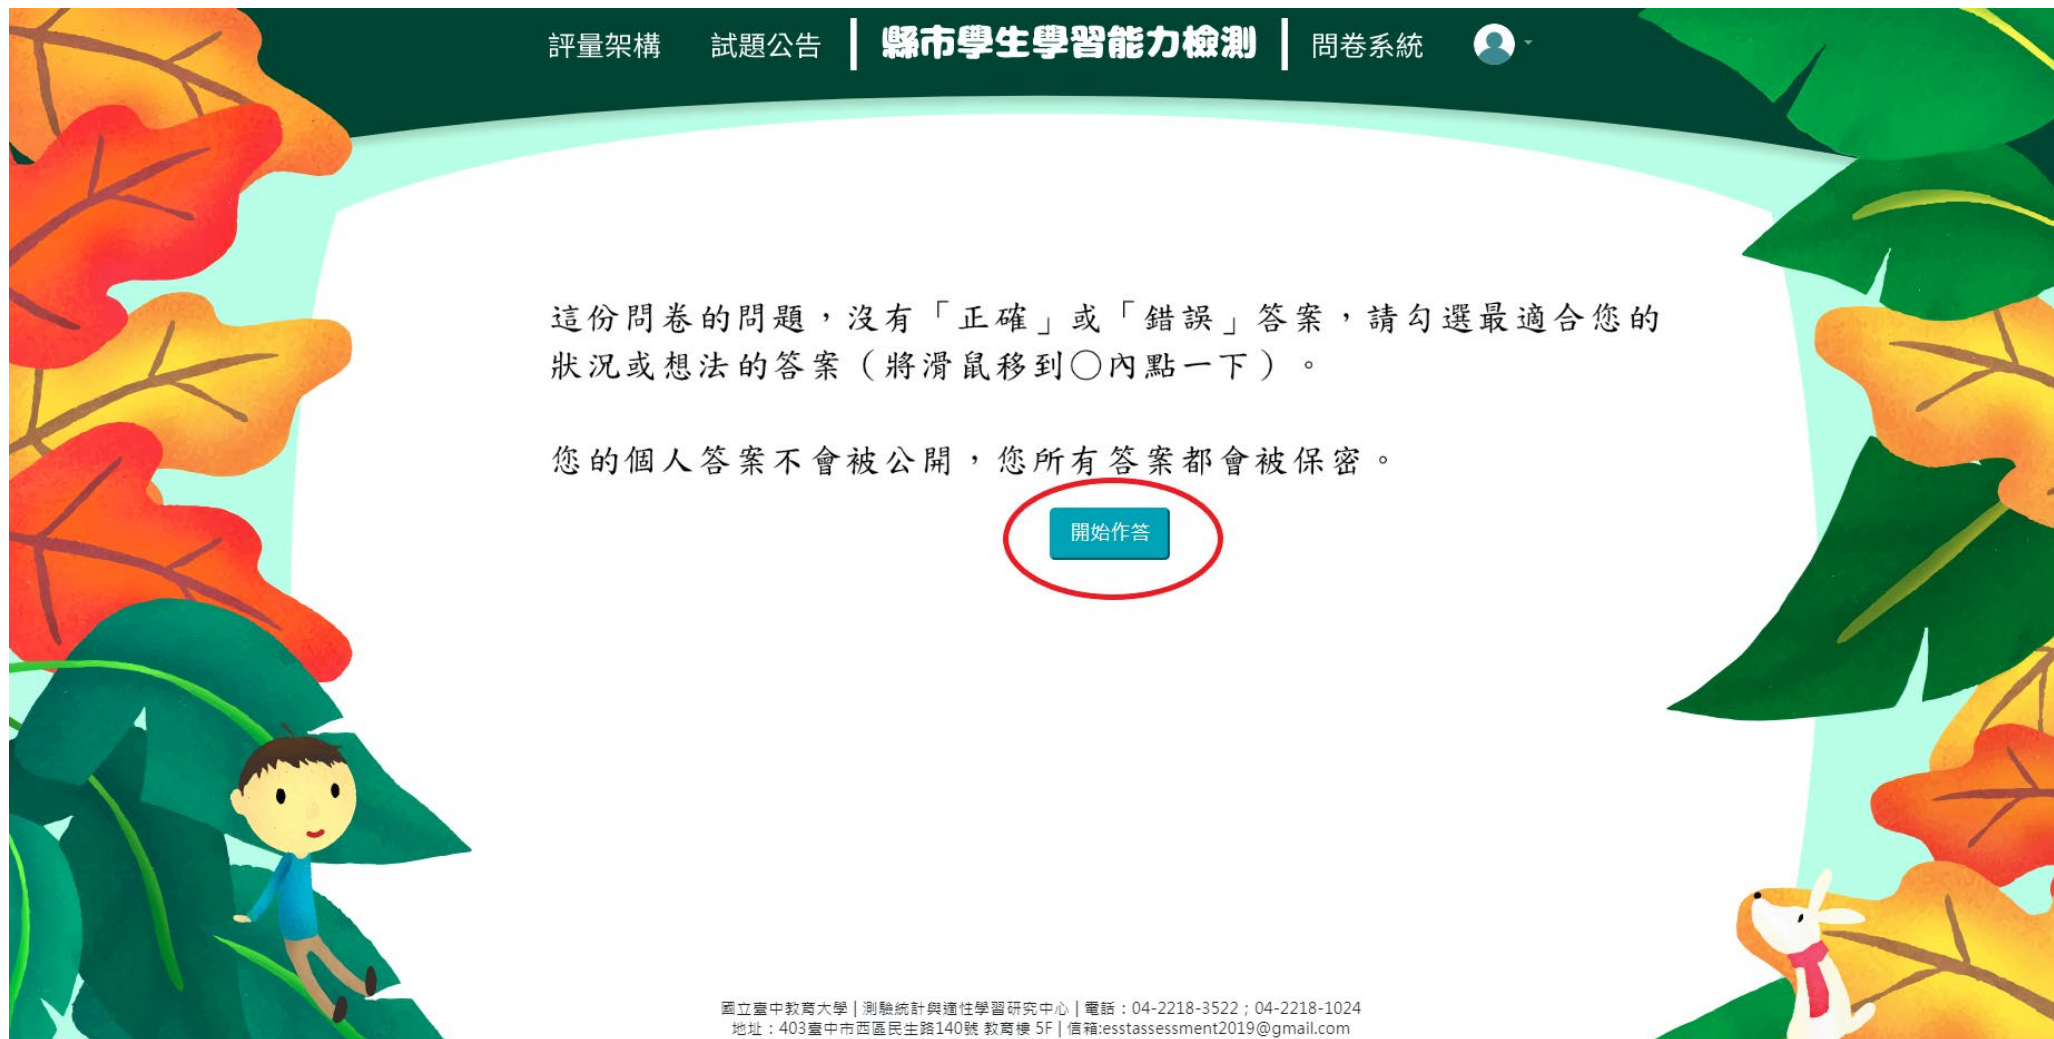 評量架構 試題公告 縣市學生學習能力檢測 問卷系統
這份問卷的問題，沒有「正確」或「錯誤」答案，請勾選最適合您的
狀況或想法的答案（將滑鼠移到○內點一下）。
您的個人答案不會被公開，您所有答案都會被保密。
開始作答
國立臺中教育大學 | 測驗統計與適性學習研究中心 | 電話：04-2218-3522；04-2218-1024
地址：403臺中市西區民生路140號 教育樓 5F | 信箱:esstassessment2019@gmail.com